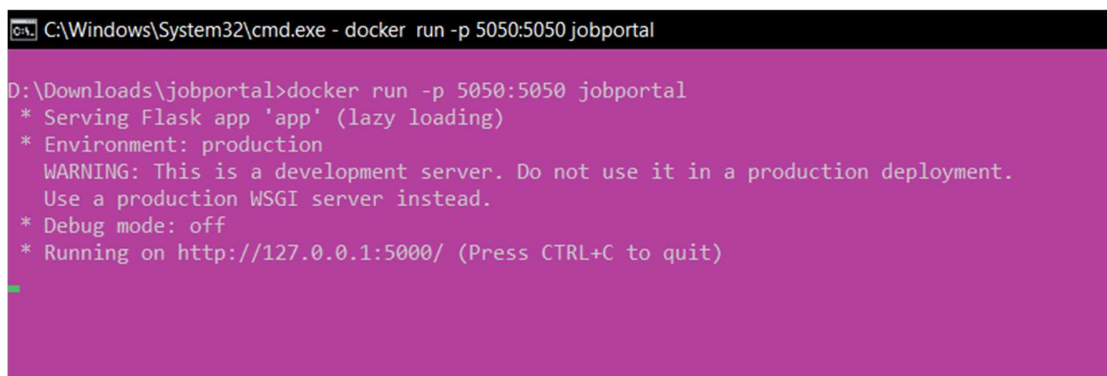 C:\Windows\System32\cmd.exe - docker run -p 5050:5050 jobportal
D:\Downloads\jobportal>docker run -p 5050:5050 jobportal
* Serving Flask app 'app' (lazy loading)
* Environment: production
WARNING: This is a development server. Do not use it in a production deployment.
Use a production WSGI server instead.
* Debug mode: off
* Running on http://127.0.0.1:5000/ (Press CTRL+C to quit)